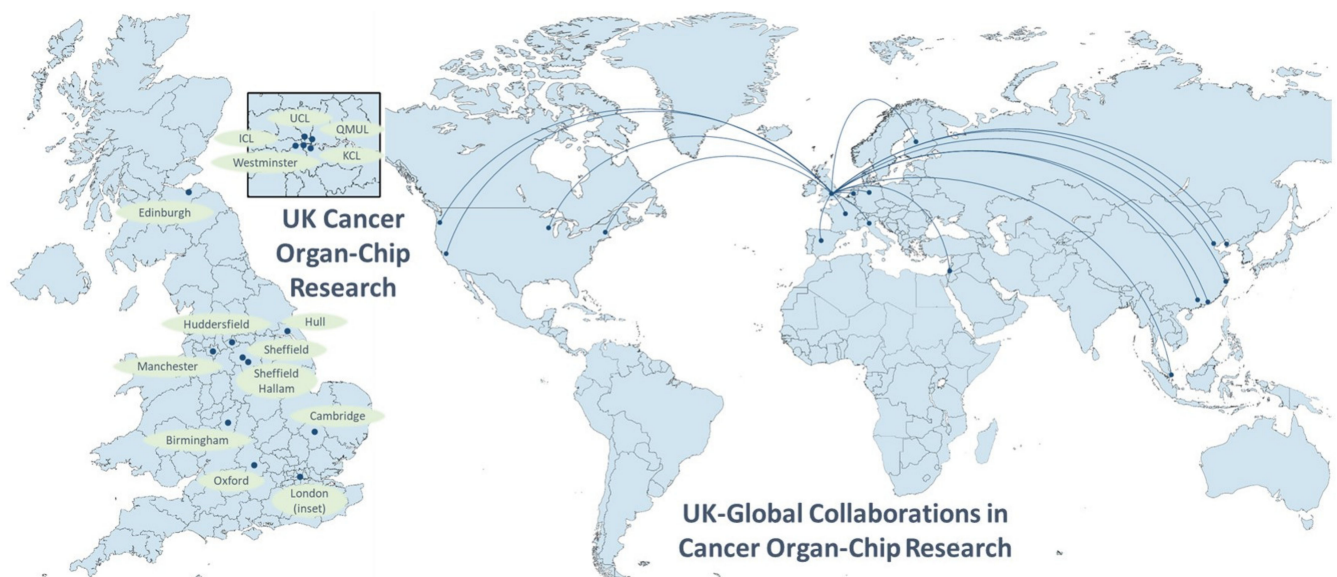 UCL
ICL
QMUL
Westminster
KCL
Edinburgh
UK Cancer
Organ-Chip
Research
Huddersfield
Hull
Sheffield
Manchester
Sheffield
Hallam
Cambridge
Birmingham
Oxford
London
(inset)
UK-Global Collaborations in
Cancer Organ-Chip Research